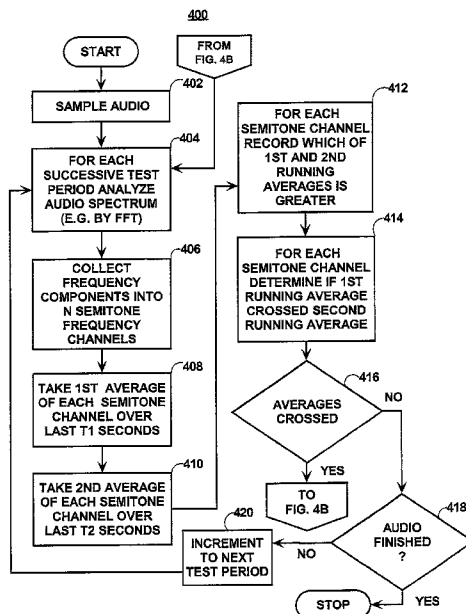 400
START
FROM
FIG. 4B
402
SAMPLE AUDIO
404
FOR EACH
SUCCESSIVE TEST
PERIOD ANALYZE
AUDIO SPECTRUM
(E.G. BY FFT)
406
COLLECT
FREQUENCY
COMPONENTS INTO
N SEMITONE
FREQUENCY
CHANNELS
408
TAKE 1ST AVERAGE
OF EACH SEMITONE
CHANNEL OVER
LAST T1 SECONDS
410
TAKE 2ND AVERAGE
OF EACH SEMITONE
CHANNEL OVER
LAST T2 SECONDS
412
FOR EACH
SEMITONE CHANNEL
RECORD WHICH OF
1ST AND 2ND
RUNNING
AVERAGES IS
GREATER
414
FOR EACH
SEMITONE CHANNEL
DETERMINE IF 1ST
RUNNING AVERAGE
CROSSED SECOND
RUNNING AVERAGE
416
AVERAGES
CROSSED
NO
YES
TO
FIG. 4B
418
AUDIO
FINISHED
?
NO
YES
420
INCREMENT
TO NEXT
TEST PERIOD
STOP